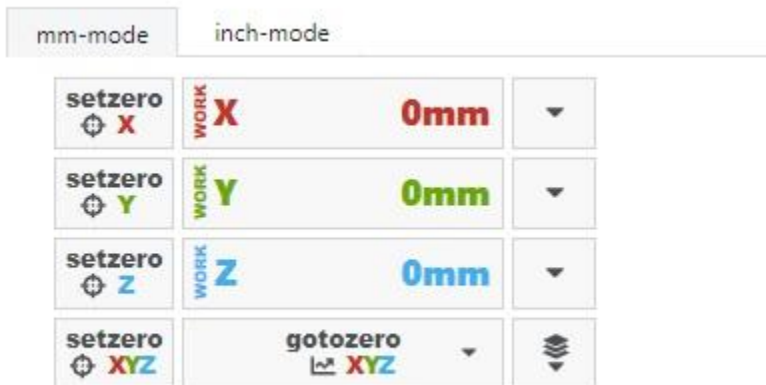 mm-mode inch-mode
setzero
X
WORK X 0mm
setzero
Y
WORK Y 0mm
setzero
Z
WORK Z 0mm
setzero
XYZ
gotozero
XYZ